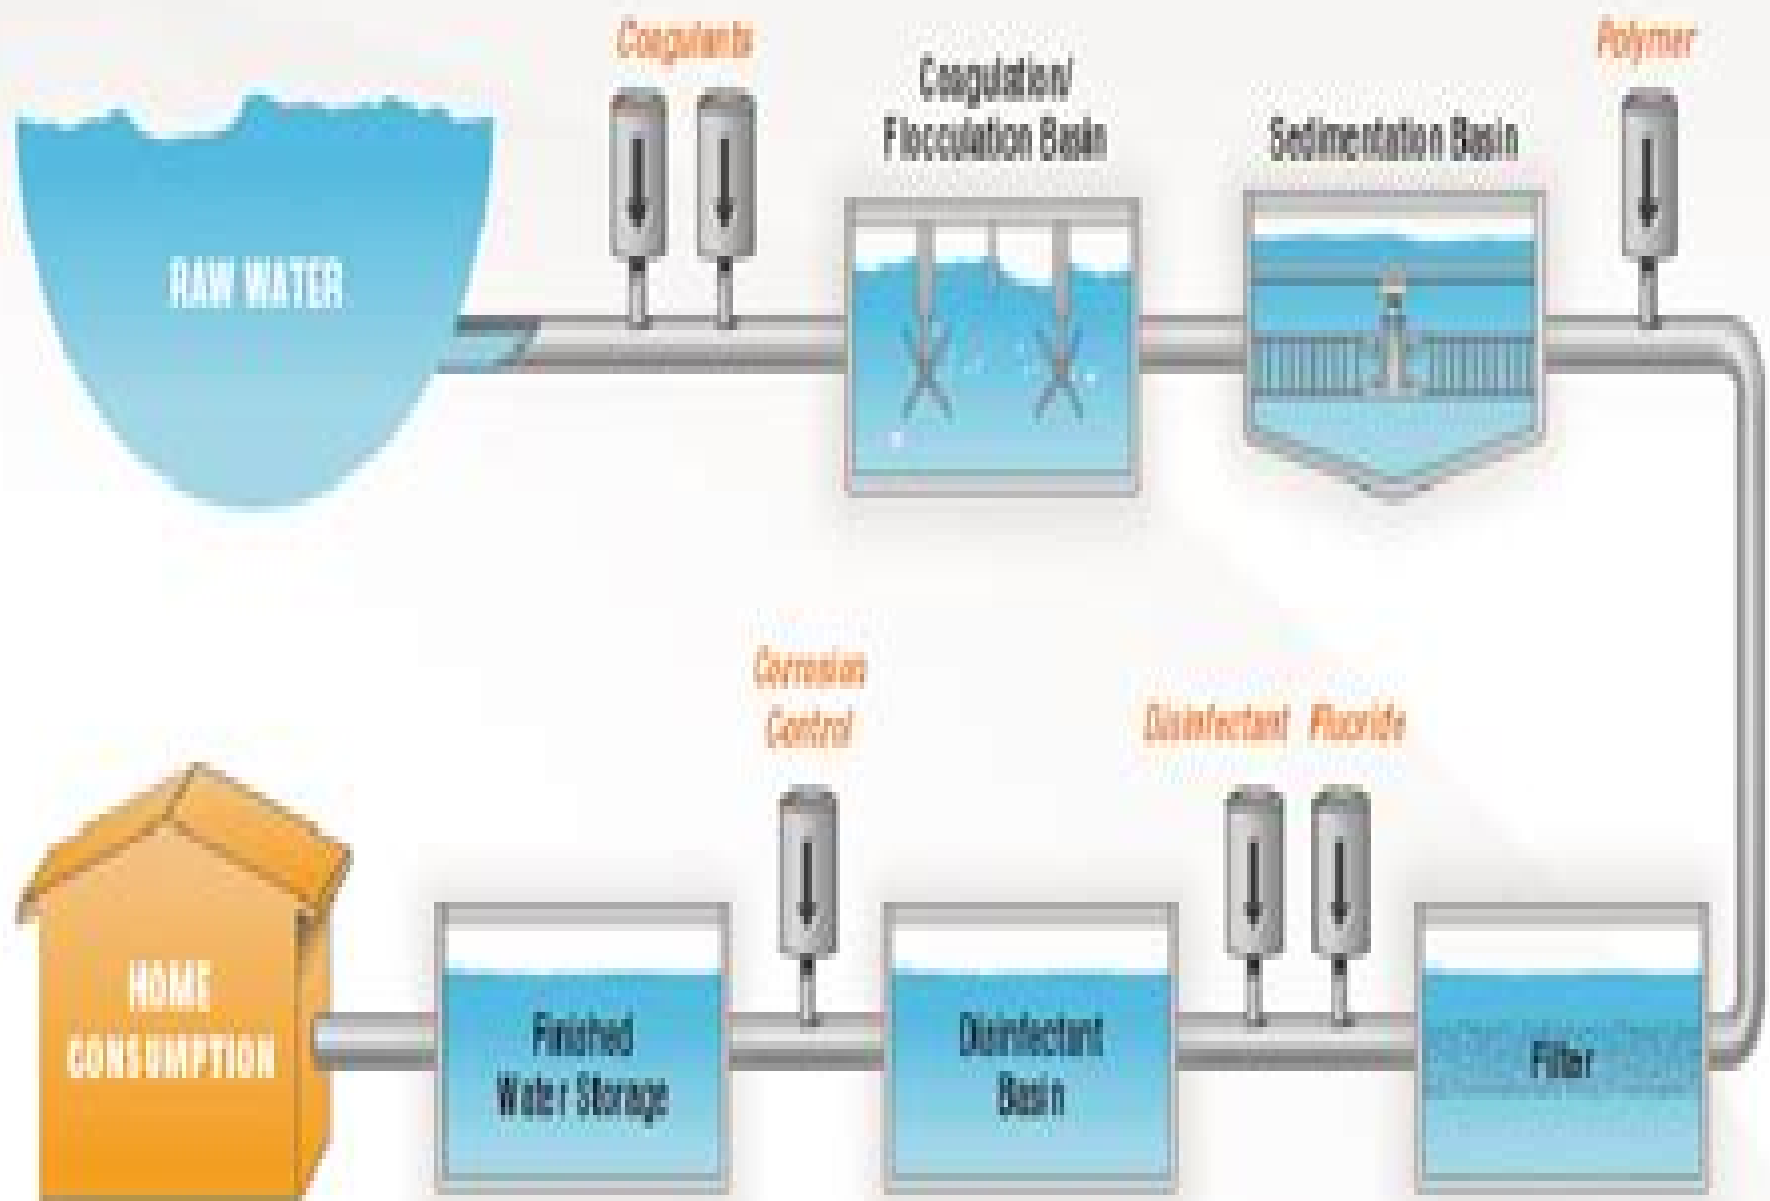 Coagulants
Polymer
Coagulation/
Flocculation Basin
Sedimentation Basin
RAW WATER
Corrosion
Control
Disinfectant Fluoride
HOME
CONSUMPTION
Finished
Water Storage
Disinfectant
Basin
Filter